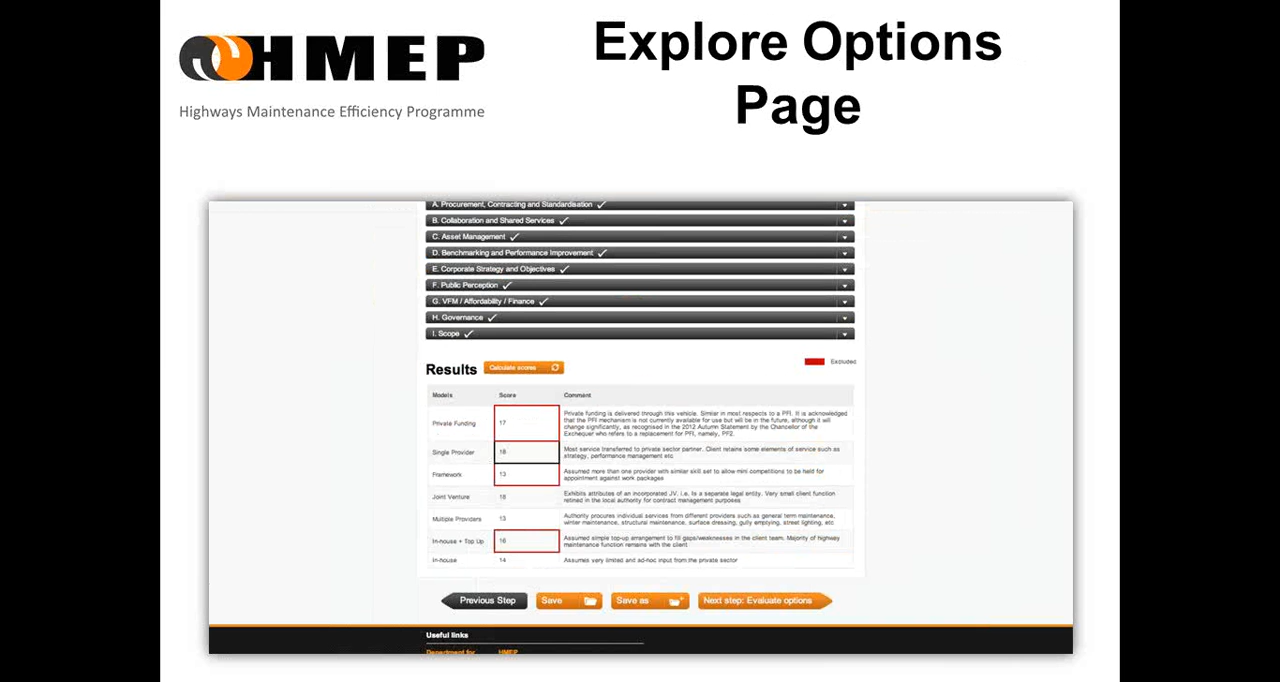 HMEP
Highways Maintenance Efficiency Programme
Explore Options
Page
A. Procurement, Contracting and Standardisation
B. Collaboration and Shared Services
C. Asset Management
D. Benchmarking and Performance Improvement
E. Corporate Strategy and Objectives
F. Public Perception
G. VFM / Affordability / Finance
H. Governance
I. Scope
Results
Calculate scores
Excluded
Models Score Comment
Private Funding 17
Private funding is delivered through this vehicle. Similar in most respects to a PFI. It is acknowledged
that the PFI mechanism is not currently available for use but will be in the future, although it will
change significantly, as recognised in the 2012 Autumn Statement by the Chancellor of the
Exchequer who refers to a replacement for PFI, namely, PF2.
Single Provider 18
Most service transferred to private sector partner. Client retains some elements of service such as
strategy, performance management etc
Framework 13
Assumed more than one provider with similar skill set to allow mini competitions to be held for
appointment against work packages
Joint Venture 18
Exhibits attributes of an incorporated JV. i.e. Is a separate legal entity. Very small client function
retined in the local authority for contract management purposes
Multiple Providers 13
Authority procures individual services from different providers such as general term maintenance,
winter maintenance, structural maintenance, surface dressing, gully emptying, street lighting, etc
In-house + Top Up 16
Assumed simple top-up arrangement to fill gaps/weaknesses in the client team. Majority of highway
maintenance function remains with the client
In-house 14 Assumes very limited and ad-hoc input from the private sector
Previous Step Save Save as Next step: Evaluate options
Useful links
Department for HMEP